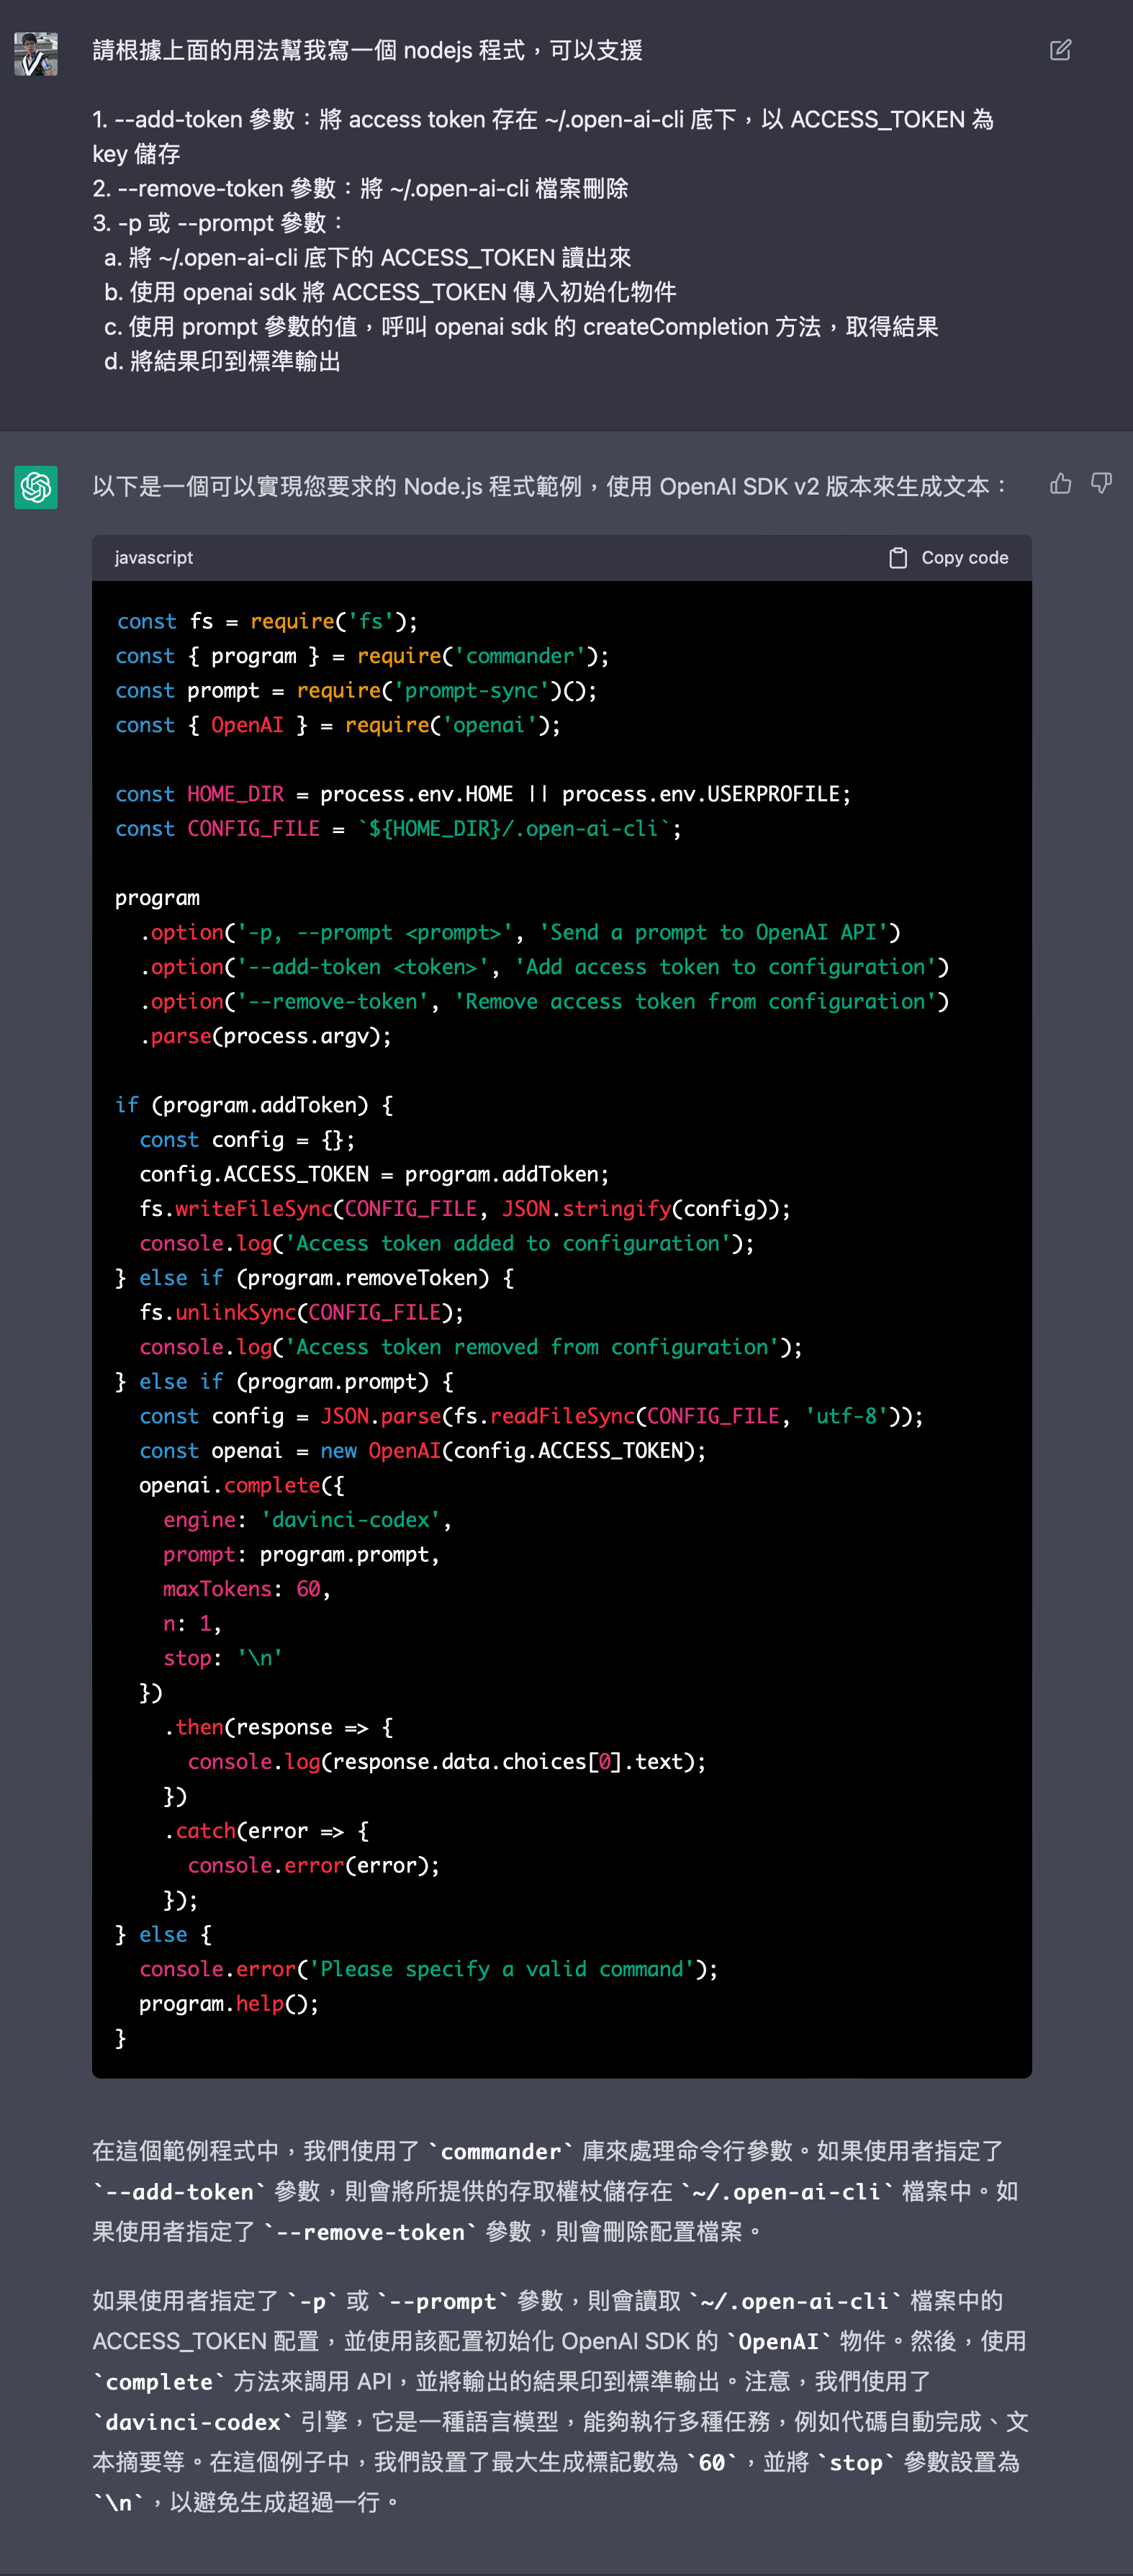 請根據上面的用法幫我寫一個 nodejs 程式，可以支援
1. --add-token 參數：將 access token 存在 ~/.open-ai-cli 底下，以 ACCESS_TOKEN 為
key 儲存
2. --remove-token 參數：將 ~/.open-ai-cli 檔案刪除
3. -p 或 --prompt 參數：
a. 將 ~/.open-ai-cli 底下的 ACCESS_TOKEN 讀出來
b. 使用 openai sdk 將 ACCESS_TOKEN 傳入初始化物件
c. 使用 prompt 參數的值，呼叫 openai sdk 的 createCompletion 方法，取得結果
d. 將結果印到標準輸出
以下是一個可以實現您要求的 Node.js 程式範例，使用 OpenAI SDK v2 版本來生成文本：
javascript Copy code
const fs = require('fs');
const { program } = require('commander');
const prompt = require('prompt-sync')();
const { OpenAI } = require('openai');
const HOME_DIR = process.env.HOME || process.env.USERPROFILE;
const CONFIG_FILE = `${HOME_DIR}/.open-ai-cli`;
program
  .option('-p, --prompt <prompt>', 'Send a prompt to OpenAI API')
  .option('--add-token <token>', 'Add access token to configuration')
  .option('--remove-token', 'Remove access token from configuration')
  .parse(process.argv);
if (program.addToken) {
  const config = {};
  config.ACCESS_TOKEN = program.addToken;
  fs.writeFileSync(CONFIG_FILE, JSON.stringify(config));
  console.log('Access token added to configuration');
} else if (program.removeToken) {
  fs.unlinkSync(CONFIG_FILE);
  console.log('Access token removed from configuration');
} else if (program.prompt) {
  const config = JSON.parse(fs.readFileSync(CONFIG_FILE, 'utf-8'));
  const openai = new OpenAI(config.ACCESS_TOKEN);
  openai.complete({
    engine: 'davinci-codex',
    prompt: program.prompt,
    maxTokens: 60,
    n: 1,
    stop: '\n'
  })
    .then(response => {
      console.log(response.data.choices[0].text);
    })
    .catch(error => {
      console.error(error);
    });
} else {
  console.error('Please specify a valid command');
  program.help();
}
在這個範例程式中，我們使用了 `commander` 庫來處理命令行參數。如果使用者指定了
`--add-token` 參數，則會將所提供的存取權杖儲存在 `~/.open-ai-cli` 檔案中。如
果使用者指定了 `--remove-token` 參數，則會刪除配置檔案。
如果使用者指定了 `-p` 或 `--prompt` 參數，則會讀取 `~/.open-ai-cli` 檔案中的
ACCESS_TOKEN 配置，並使用該配置初始化 OpenAI SDK 的 `OpenAI` 物件。然後，使用
`complete` 方法來調用 API，並將輸出的結果印到標準輸出。注意，我們使用了
`davinci-codex` 引擎，它是一種語言模型，能夠執行多種任務，例如代碼自動完成、文
本摘要等。在這個例子中，我們設置了最大生成標記數為 `60`，並將 `stop` 參數設置為
`\n`，以避免生成超過一行。